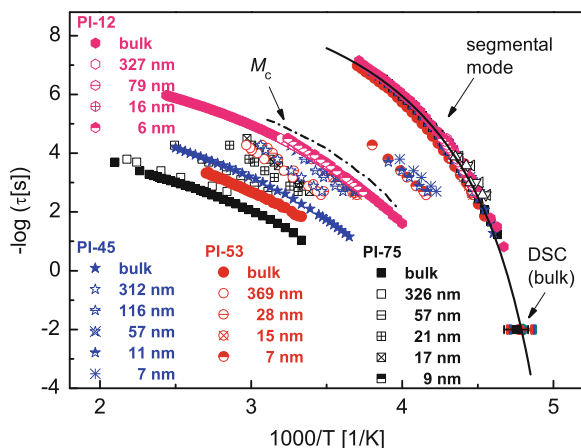 PI-12
bulk
327 nm
79 nm
16 nm
6 nm
Mc
segmental
mode
DSC
(bulk)
PI-45
bulk
312 nm
116 nm
57 nm
11 nm
7 nm
PI-53
bulk
369 nm
28 nm
15 nm
7 nm
PI-75
bulk
326 nm
57 nm
21 nm
17 nm
9 nm
-log (τ[s])
8
6
4
2
0
-2
-4
2
3
4
5
1000/T [1/K]